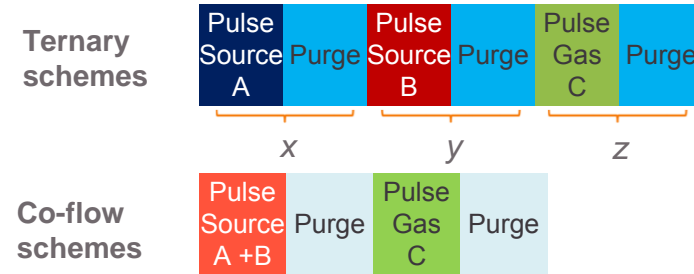 Ternary
schemes
Pulse
Source
A
Purge
Pulse
Source
B
Purge
Pulse
Gas
C
Purge
x
y
z
Co-flow
schemes
Pulse
Source
A +B
Purge
Pulse
Gas
C
Purge